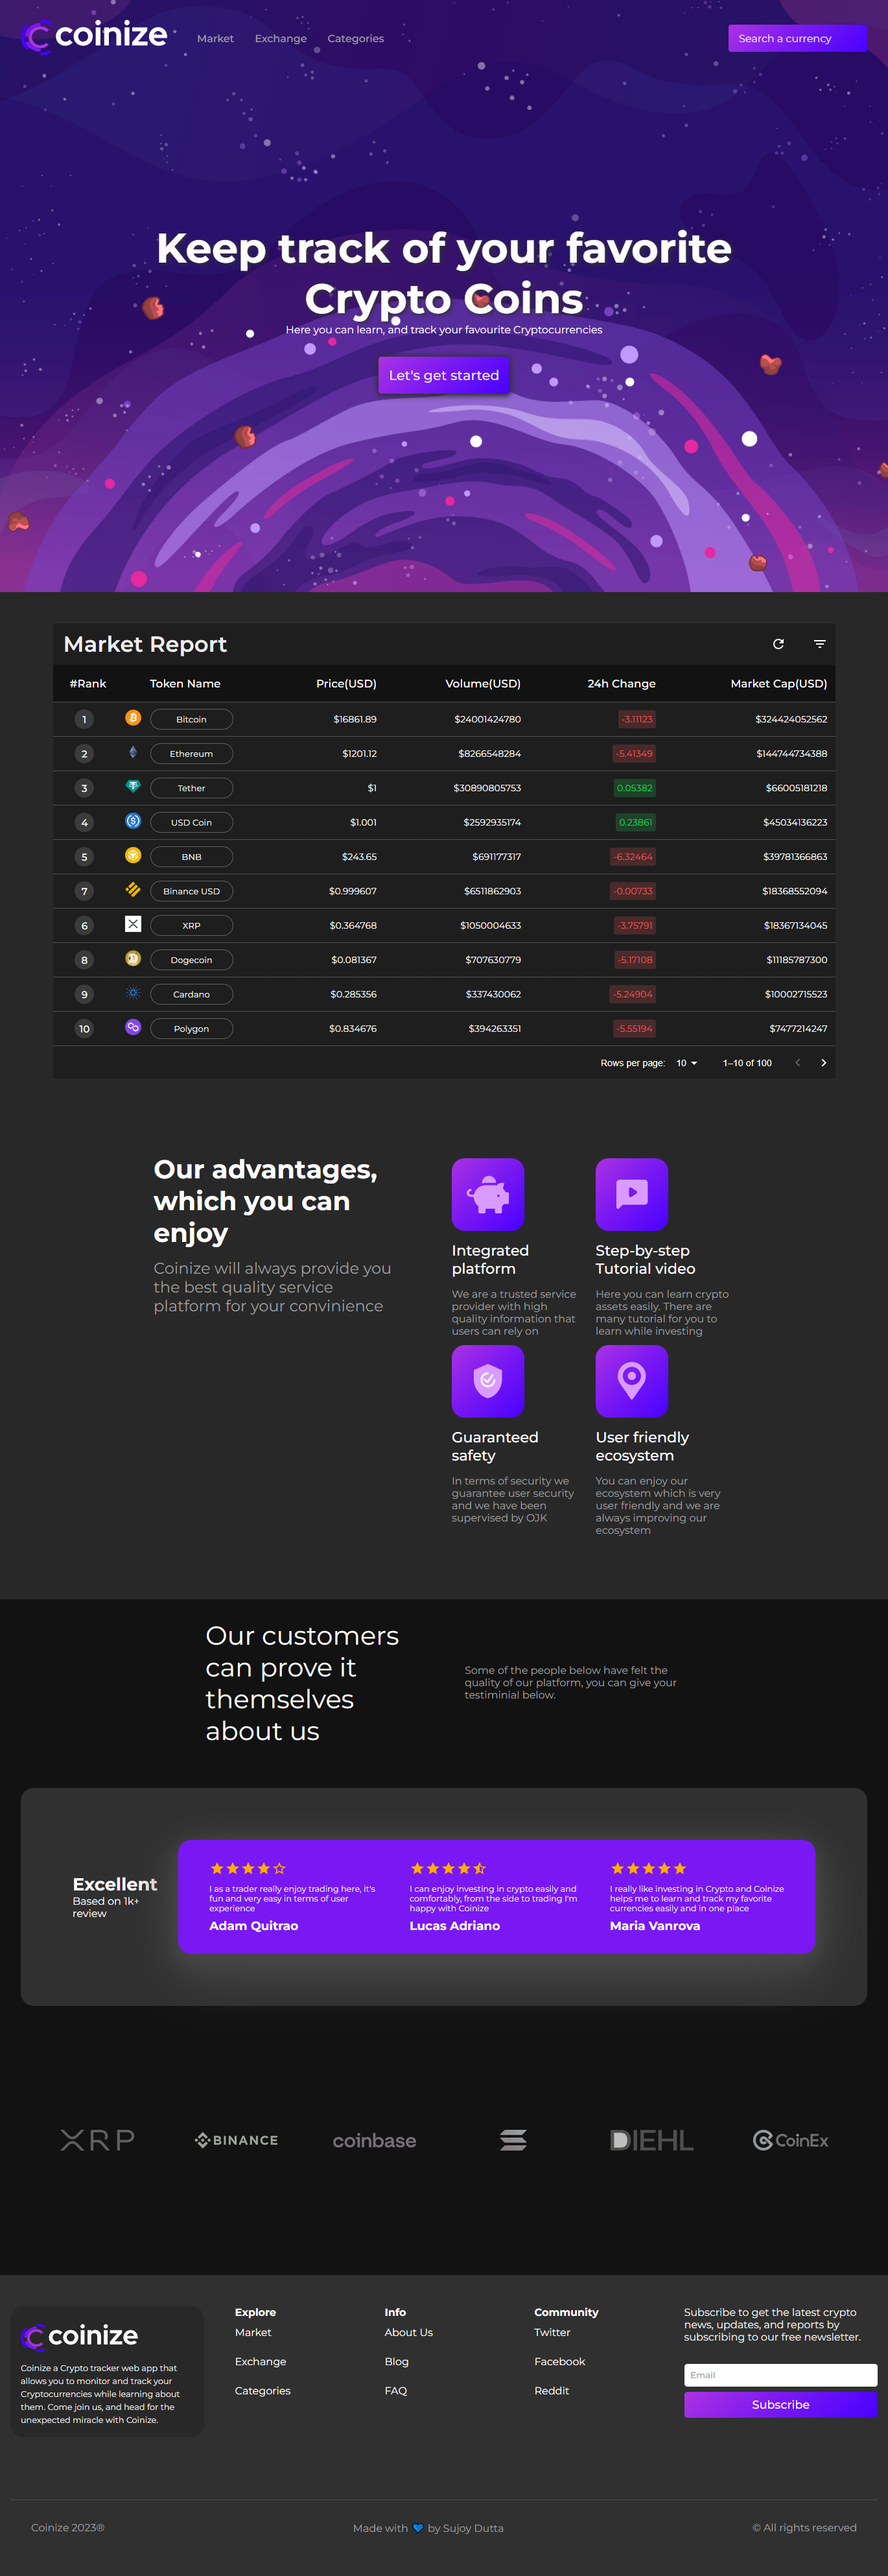 coinize Market Exchange Categories Search a currency
Keep track of your favorite
Crypto Coins
Here you can learn, and track your favourite Cryptocurrencies
Let's get started
Market Report
#Rank Token Name Price(USD) Volume(USD) 24h Change Market Cap(USD)
1 Bitcoin $16861.89 $24001424780 -3.11123 $324424052562
2 Ethereum $1201.12 $8266548284 -5.41349 $144744734388
3 Tether $1 $30890805753 0.05382 $66005181218
4 USD Coin $1.001 $2592935174 0.23861 $45034136223
5 BNB $243.65 $691177317 -6.32464 $39781366863
7 Binance USD $0.999607 $6511862903 -0.00733 $18368552094
6 XRP $0.364768 $1050004633 -3.75791 $18367134045
8 Dogecoin $0.081367 $707630779 -5.17108 $11185787300
9 Cardano $0.285356 $337430062 -5.24904 $10002715523
10 Polygon $0.834676 $394263351 -5.55194 $7477214247
Rows per page: 10 1–10 of 100
Our advantages,
which you can
enjoy
Coinize will always provide you
the best quality service
platform for your convinience
Integrated
platform
We are a trusted service
provider with high
quality information that
users can rely on
Step-by-step
Tutorial video
Here you can learn crypto
assets easily. There are
many tutorial for you to
learn while investing
Guaranteed
safety
In terms of security we
guarantee user security
and we have been
supervised by OJK
User friendly
ecosystem
You can enjoy our
ecosystem which is very
user friendly and we are
always improving our
ecosystem
Our customers
can prove it
themselves
about us
Some of the people below have felt the
quality of our platform, you can give your
testiminial below.
Excellent
Based on 1k+
review
I as a trader really enjoy trading here, it's
fun and very easy in terms of user
experience
Adam Quitrao
I can enjoy investing in crypto easily and
comfortably, from the side to trading I'm
happy with Coinize
Lucas Adriano
I really like investing in Crypto and Coinize
helps me to learn and track my favorite
currencies easily and in one place
Maria Vanrova
XRP BINANCE coinbase DIEHL CoinEx
coinize
Coinize a Crypto tracker web app that
allows you to monitor and track your
Cryptocurrencies while learning about
them. Come join us, and head for the
unexpected miracle with Coinize.
Explore
Market
Exchange
Categories
Info
About Us
Blog
FAQ
Community
Twitter
Facebook
Reddit
Subscribe to get the latest crypto
news, updates, and reports by
subscribing to our free newsletter.
Email
Subscribe
Coinize 2023® Made with 💙 by Sujoy Dutta © All rights reserved